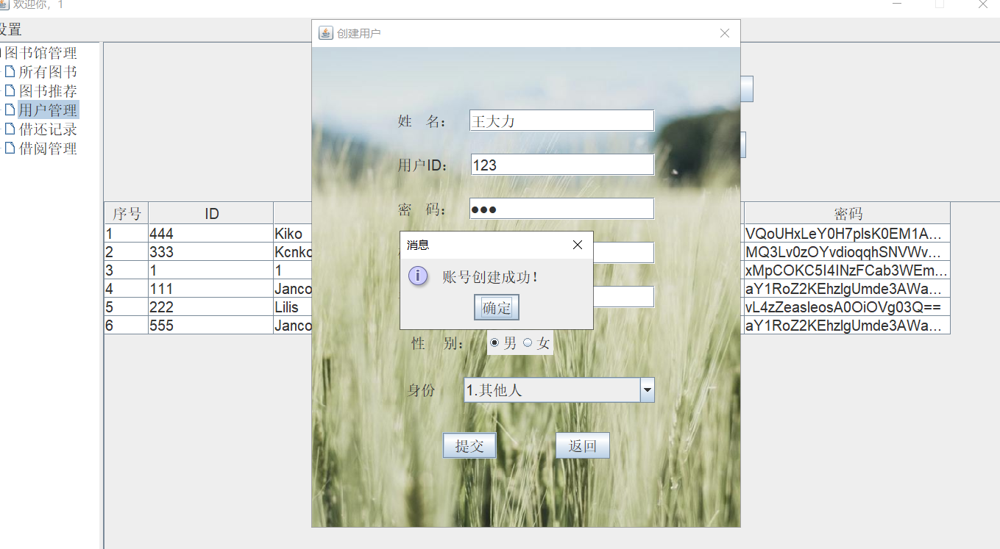 欢迎你，1
设置
图书馆管理
所有图书
图书推荐
用户管理
借还记录
借阅管理
创建用户
姓 名：
王大力
用户ID：
123
密 码：
●●●
消息
账号创建成功！
确定
性 别：
男 女
身份
1.其他人
提交 返回
序号 ID 密码
1 444 Kiko VQoUHxLeY0H7plsK0EM1A...
2 333 Kcnkc MQ3Lv0zOYvdioqqhSNVWv...
3 1 1 xMpCOKC5I4INzFCab3WEm...
4 111 Janco aY1RoZ2KEhzlgUmde3AWa...
5 222 Lilis vL4zZeasleosA0OiOVg03Q==
6 555 Janco aY1RoZ2KEhzlgUmde3AWa...